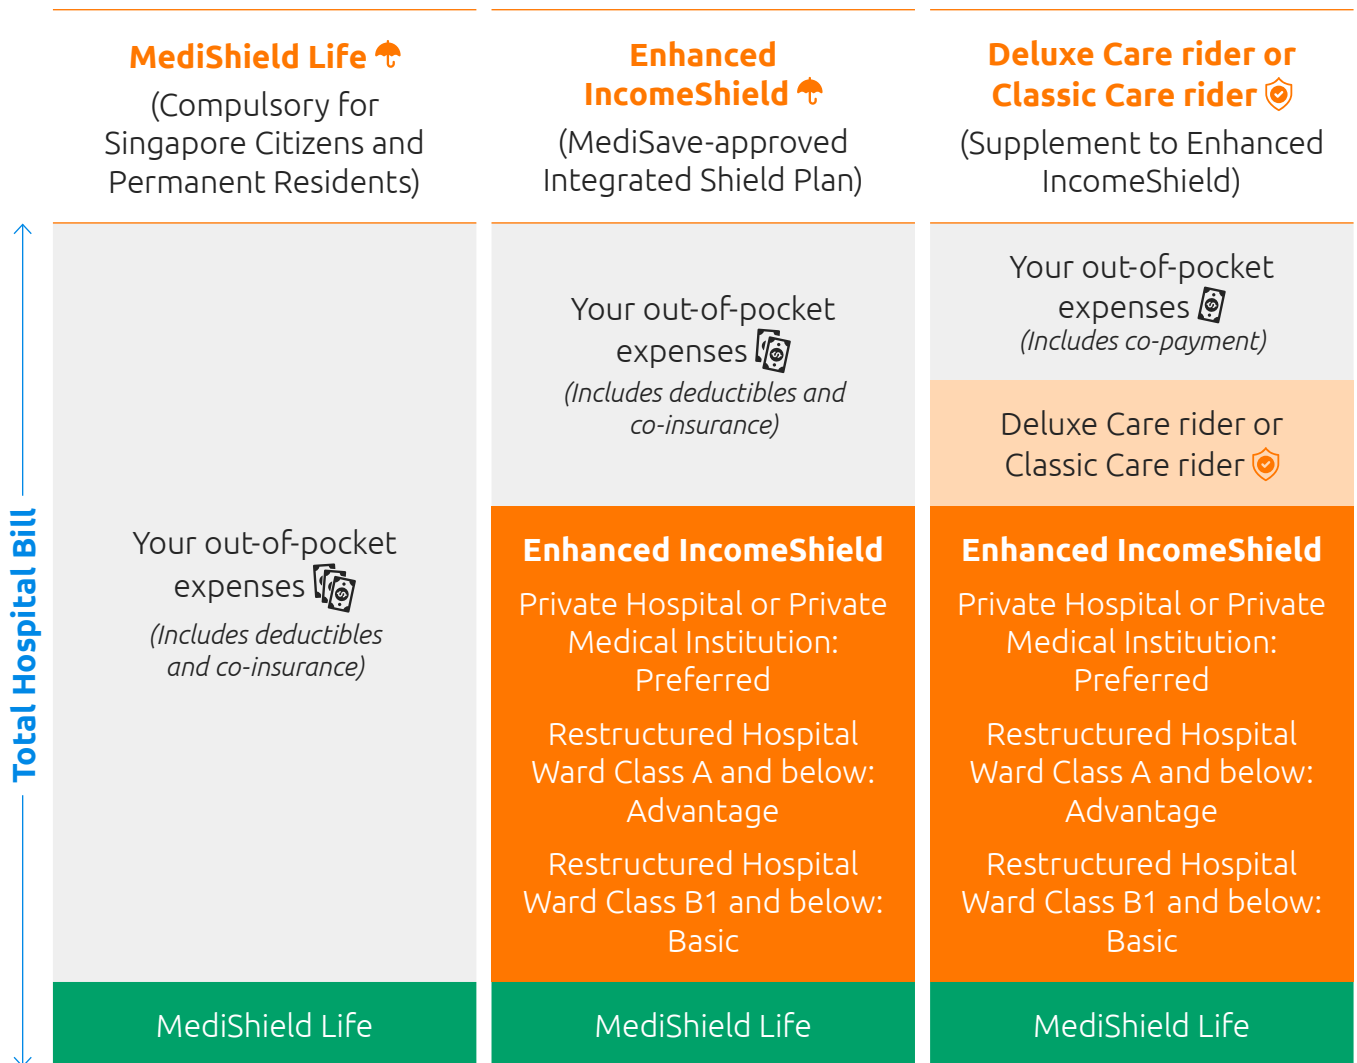 MediShield Life
(Compulsory for
Singapore Citizens and
Permanent Residents)
Enhanced
IncomeShield
(MediSave-approved
Integrated Shield Plan)
Deluxe Care rider or
Classic Care rider
(Supplement to Enhanced
IncomeShield)
Total Hospital Bill
Your out-of-pocket
expenses
(Includes deductibles
and co-insurance)
MediShield Life
Your out-of-pocket
expenses
(Includes deductibles and
co-insurance)
Enhanced IncomeShield
Private Hospital or Private
Medical Institution:
Preferred
Restructured Hospital
Ward Class A and below:
Advantage
Restructured Hospital
Ward Class B1 and below:
Basic
MediShield Life
Your out-of-pocket
expenses
(Includes co-payment)
Deluxe Care rider or
Classic Care rider
Enhanced IncomeShield
Private Hospital or Private
Medical Institution:
Preferred
Restructured Hospital
Ward Class A and below:
Advantage
Restructured Hospital
Ward Class B1 and below:
Basic
MediShield Life